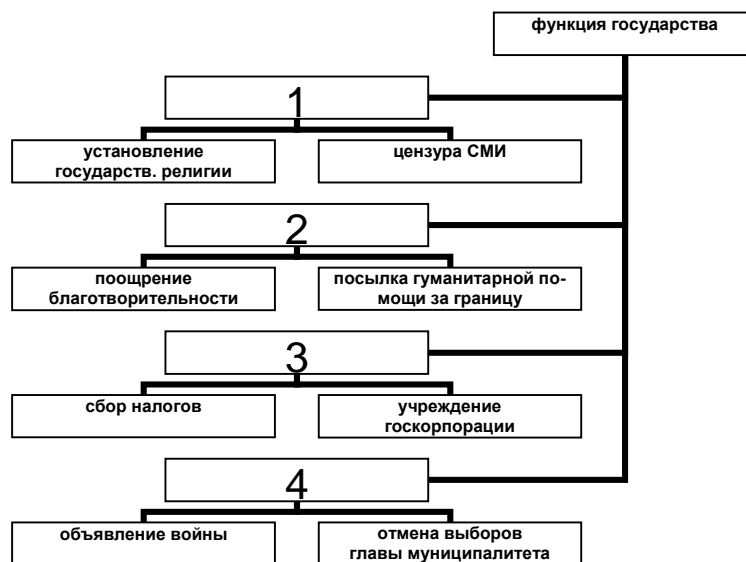 функция государства
1
установление
государств. религии
цензура СМИ
2
поощрение
благотворительности
посылка гуманитарной по-
мощи за границу
3
сбор налогов
учреждение
госкорпорации
4
объявление войны
отмена выборов
главы муниципалитета